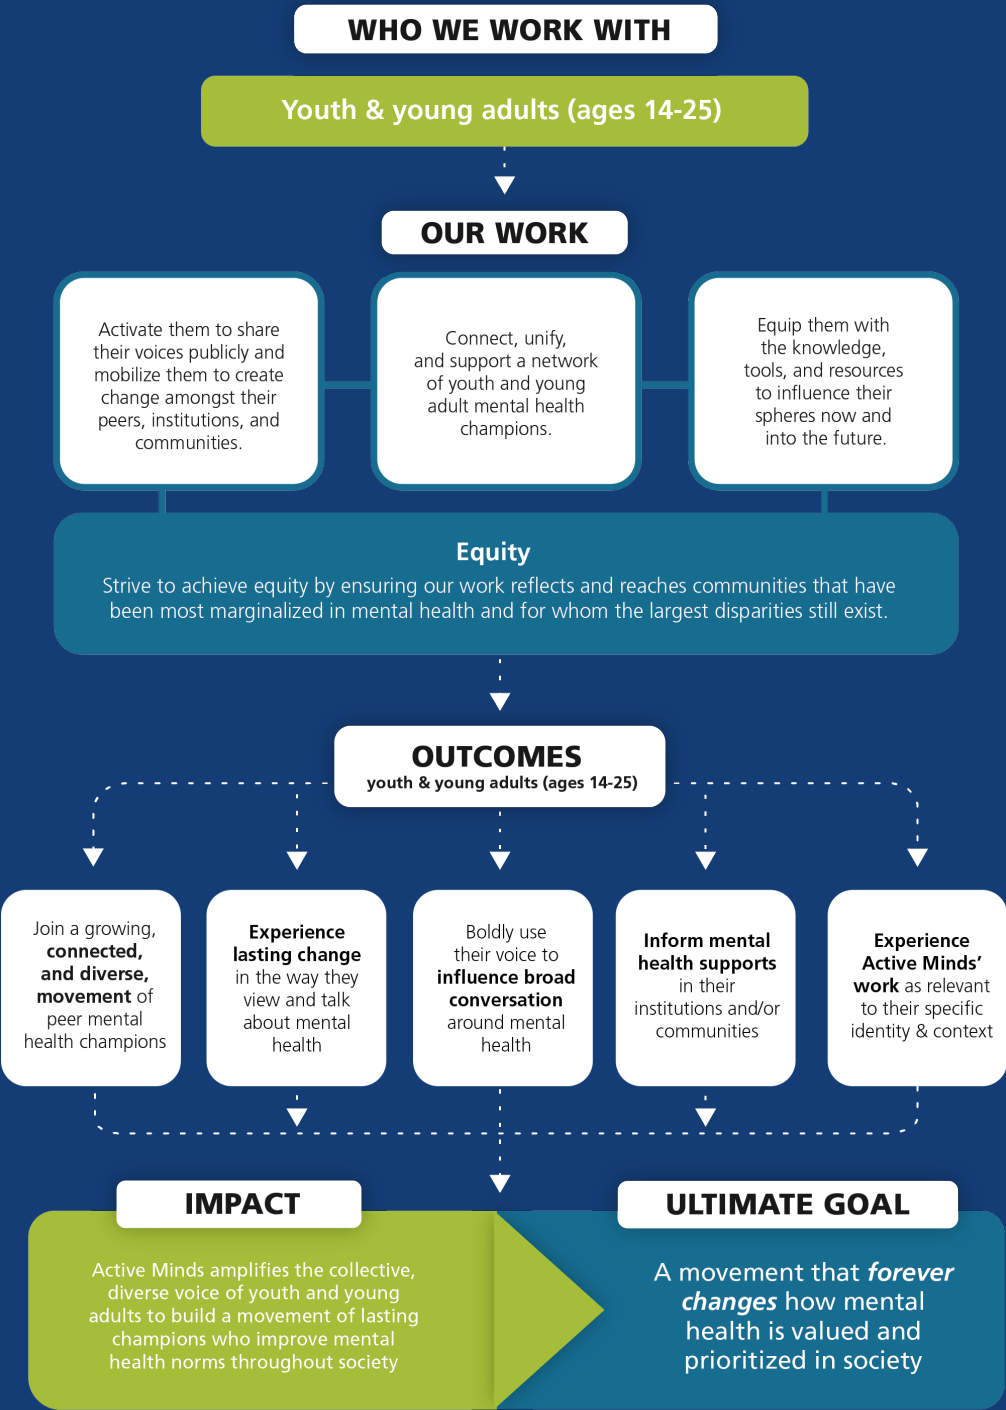 WHO WE WORK WITH
Youth & young adults (ages 14-25)
OUR WORK
Activate them to share
their voices publicly and
mobilize them to create
change amongst their
peers, institutions, and
communities.
Connect, unify,
and support a network
of youth and young
adult mental health
champions.
Equip them with
the knowledge,
tools, and resources
to influence their
spheres now and
into the future.
Equity
Strive to achieve equity by ensuring our work reflects and reaches communities that have
been most marginalized in mental health and for whom the largest disparities still exist.
OUTCOMES
youth & young adults (ages 14-25)
Join a growing,
connected,
and diverse,
movement of
peer mental
health champions
Experience
lasting change
in the way they
view and talk
about mental
health
Boldly use
their voice to
influence broad
conversation
around mental
health
Inform mental
health supports
in their
institutions and/or
communities
Experience
Active Minds’
work as relevant
to their specific
identity & context
IMPACT
Active Minds amplifies the collective,
diverse voice of youth and young
adults to build a movement of lasting
champions who improve mental
health norms throughout society
ULTIMATE GOAL
A movement that forever
changes how mental
health is valued and
prioritized in society